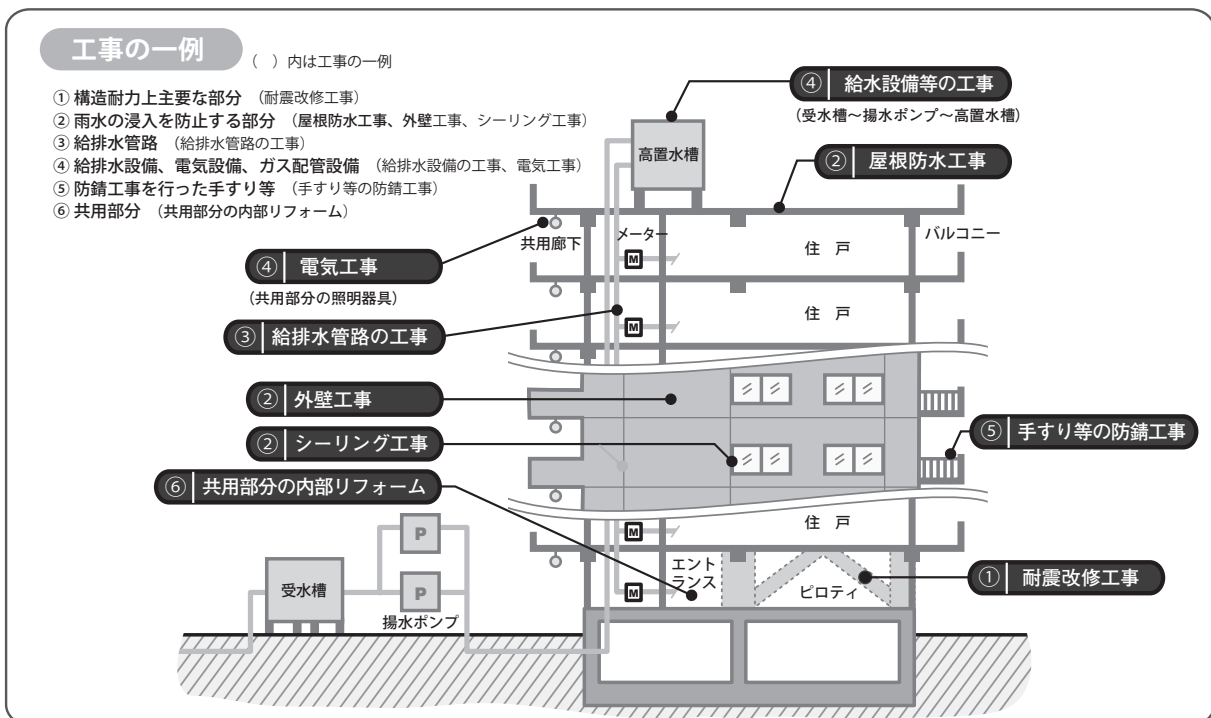 工事の一例
（　）内は工事の一例
① 構造耐力上主要な部分 （耐震改修工事）
② 雨水の浸入を防止する部分 （屋根防水工事、外壁工事、シーリング工事）
③ 給排水管路 （給排水管路の工事）
④ 給排水設備、電気設備、ガス配管設備 （給排水設備の工事、電気工事）
⑤ 防錆工事を行った手すり等 （手すり等の防錆工事）
⑥ 共用部分 （共用部分の内部リフォーム）
④ 給水設備等の工事
（受水槽～揚水ポンプ～高置水槽）
高置水槽
② 屋根防水工事
共用廊下
メーター
住 戸
バルコニー
M
④ 電気工事
（共用部分の照明器具）
住 戸
M
③ 給排水管路の工事
② 外壁工事
② シーリング工事
⑤ 手すり等の防錆工事
⑥ 共用部分の内部リフォーム
住 戸
M
P
エント
ランス
M
ピロティ
① 耐震改修工事
受水槽
P
揚水ポンプ